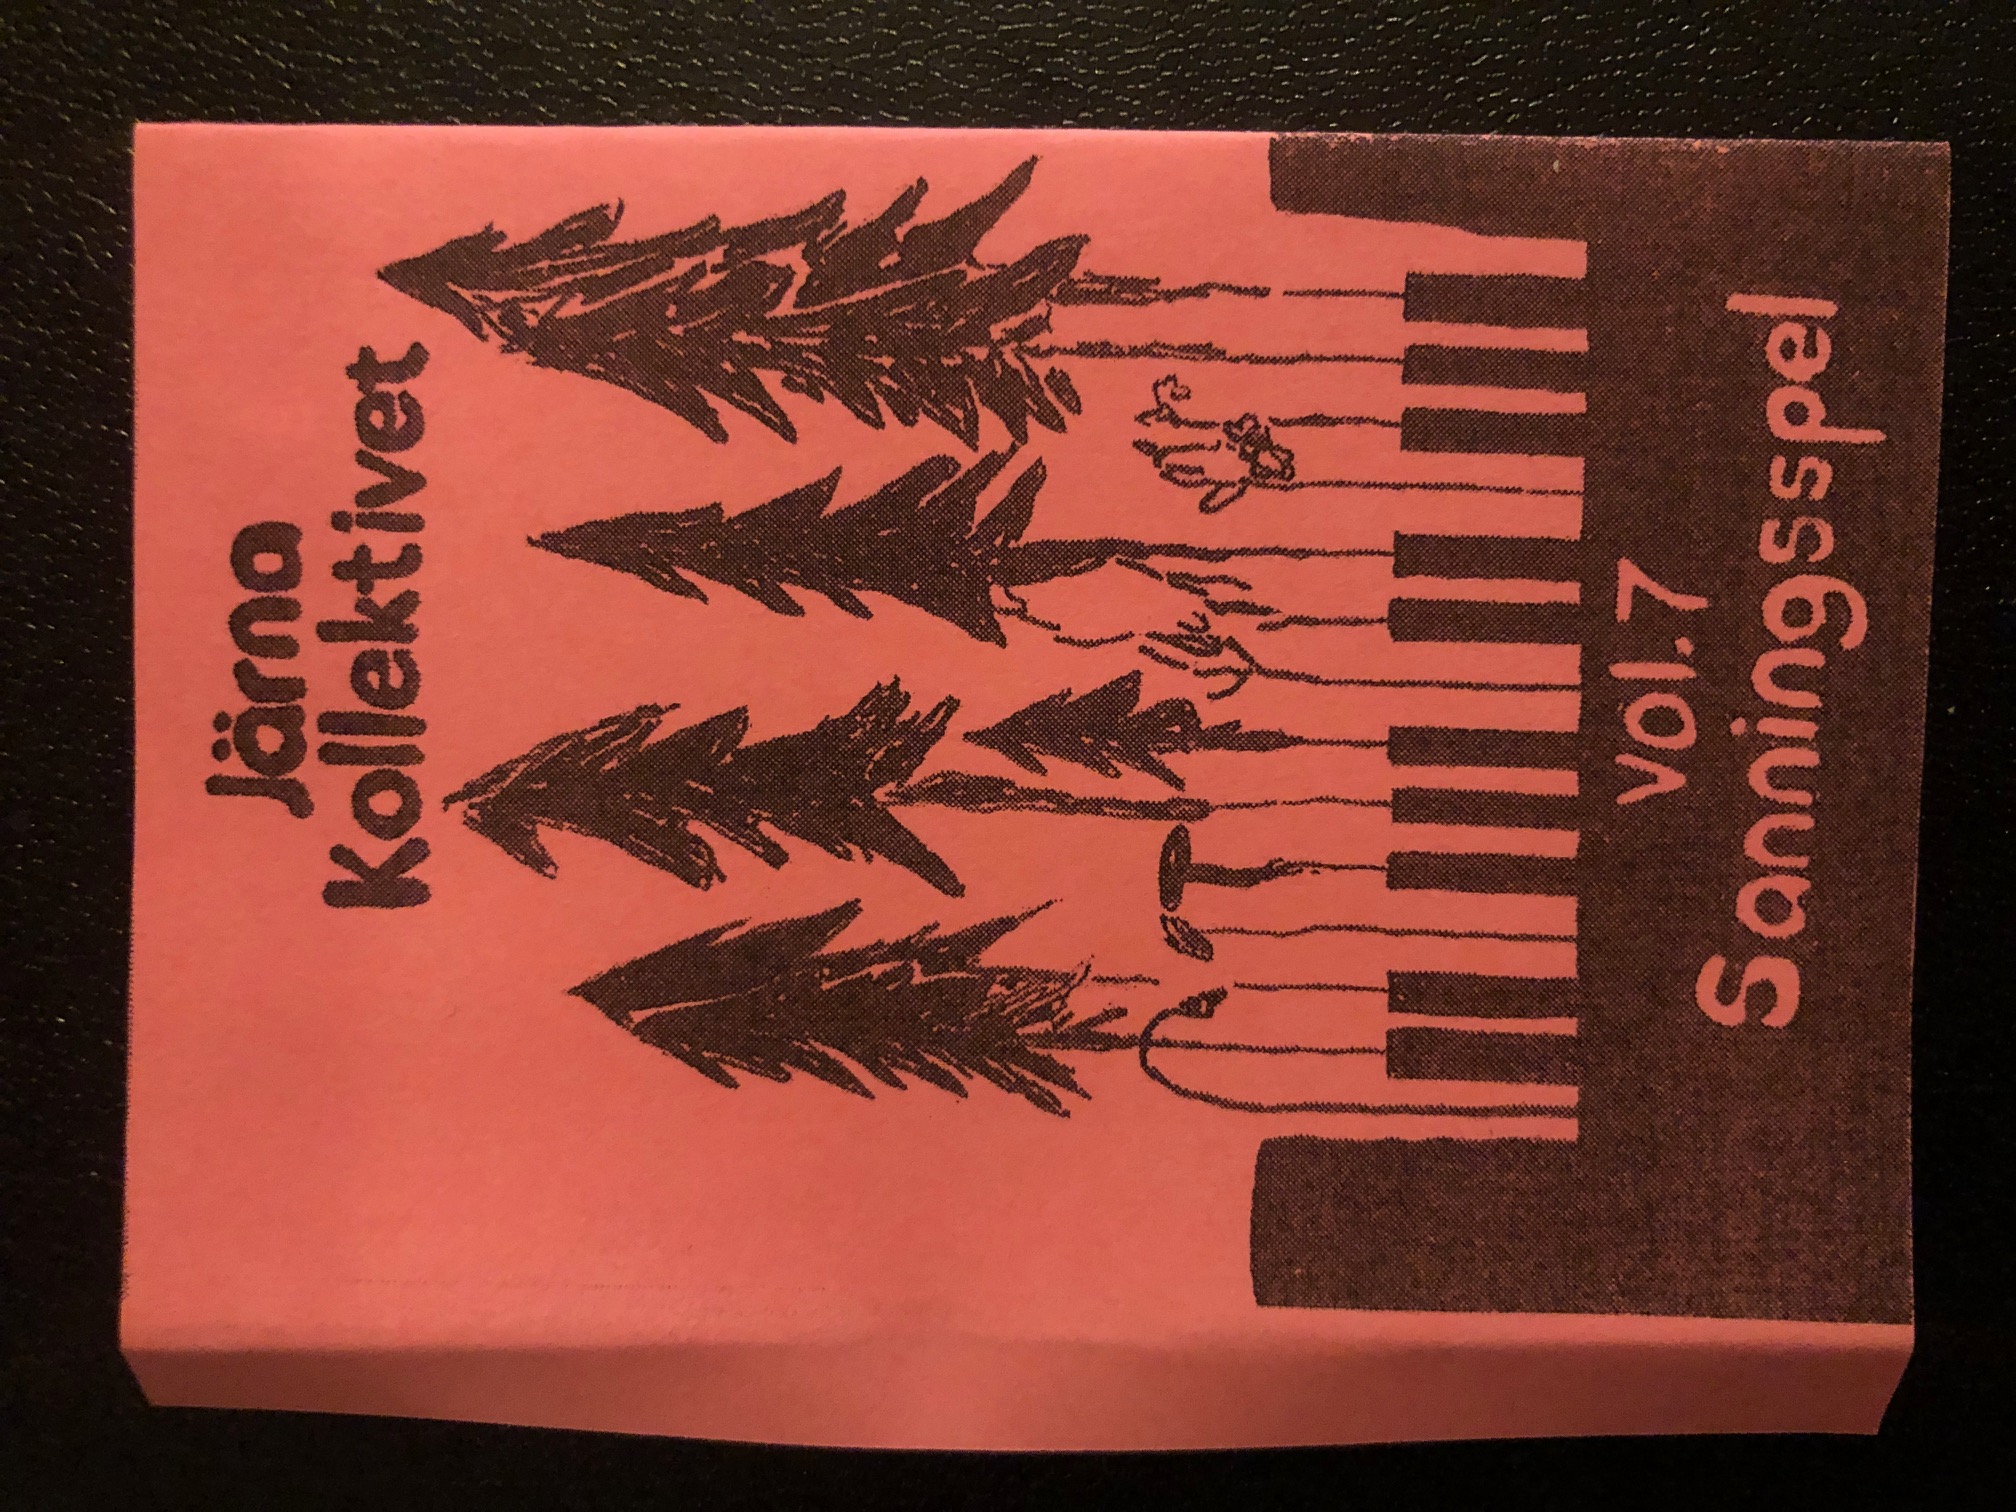 Järna
Kollektivet
vol.7
Sanningsspel